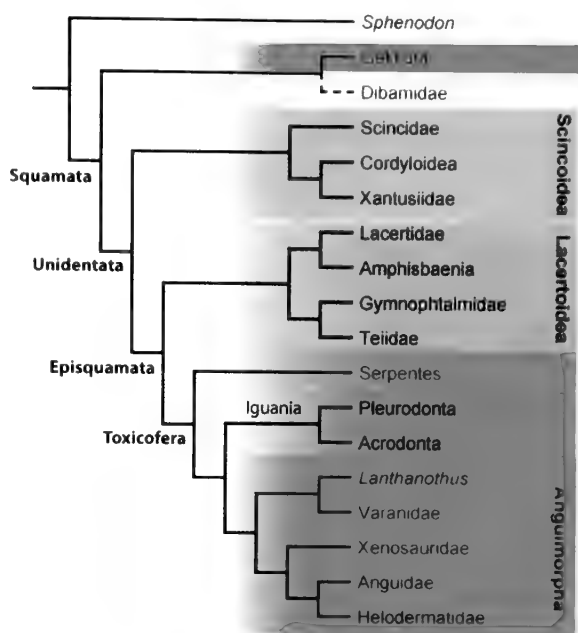 Sphenodon
Dibamidae
Scincidae
Cordyloidea
Xantusiidae
Scincoidea
Squamata
Unidentata
Lacertidae
Amphisbaenia
Gymnophtalmidae
Teiidae
Lacertoidea
Episquamata
Serpentes
Iguania
Pleurodonta
Toxicofera
Acrodonta
Lanthanothus
Varanidae
Xenosauridae
Anguidae
Helodermatidae
Anguimorpha